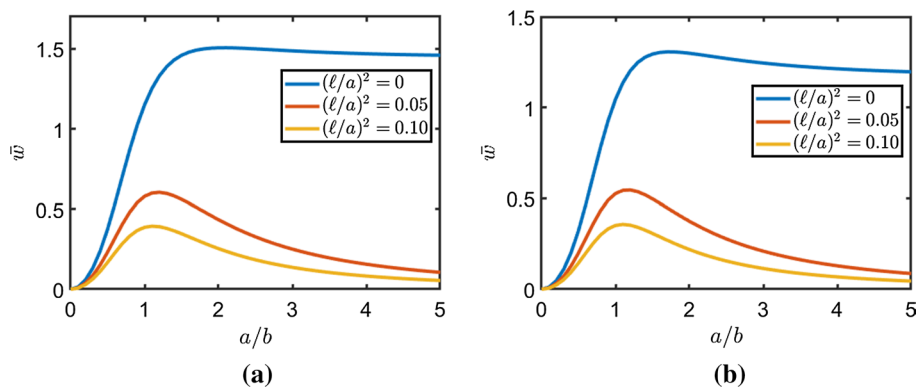 1.5
1
0.5
0
w̄
(ℓ/a)² = 0
(ℓ/a)² = 0.05
(ℓ/a)² = 0.10
0 1 2 3 4 5
a/b
(a)
1.5
1
0.5
0
w̄
(ℓ/a)² = 0
(ℓ/a)² = 0.05
(ℓ/a)² = 0.10
0 1 2 3 4 5
a/b
(b)